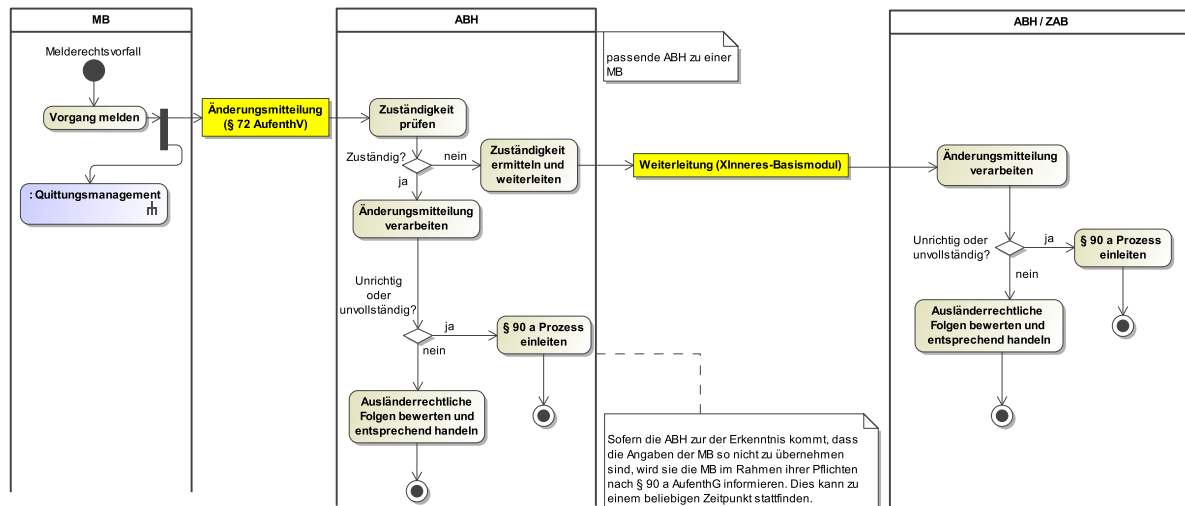 MB
ABH
ABH / ZAB
Melderechtsvorfall
Vorgang melden
: Quittungsmanagement
Änderungsmitteilung
(§ 72 AufenthV)
passende ABH zu einer
MB
Zuständigkeit
prüfen
Zuständig?
nein
ja
Zuständigkeit
ermitteln und
weiterleiten
Weiterleitung (XInneres-Basismodul)
Änderungsmitteilung
verarbeiten
Unrichtig
oder
unvollständig?
ja
nein
§ 90 a Prozess
einleiten
Ausländerrechtliche
Folgen bewerten und
entsprechend handeln
Sofern die ABH zur der Erkenntnis kommt, dass
die Angaben der MB so nicht zu übernehmen
sind, wird sie die MB im Rahmen ihrer Pflichten
nach § 90 a AufenthG informieren. Dies kann zu
einem beliebigen Zeitpunkt stattfinden.
Änderungsmitteilung
verarbeiten
Unrichtig oder
unvollständig?
ja
nein
§ 90 a Prozess
einleiten
Ausländerrechtliche
Folgen bewerten und
entsprechend handeln